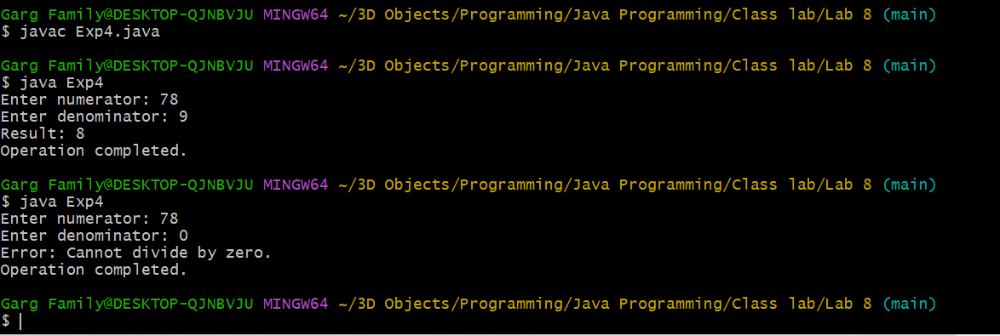 Garg Family@DESKTOP-QJNBVJU MINGW64 ~/3D Objects/Programming/Java Programming/Class lab/Lab 8 (main)
$ javac Exp4.java
Garg Family@DESKTOP-QJNBVJU MINGW64 ~/3D Objects/Programming/Java Programming/Class lab/Lab 8 (main)
$ java Exp4
Enter numerator: 78
Enter denominator: 9
Result: 8
Operation completed.
Garg Family@DESKTOP-QJNBVJU MINGW64 ~/3D Objects/Programming/Java Programming/Class lab/Lab 8 (main)
$ java Exp4
Enter numerator: 78
Enter denominator: 0
Error: Cannot divide by zero.
Operation completed.
Garg Family@DESKTOP-QJNBVJU MINGW64 ~/3D Objects/Programming/Java Programming/Class lab/Lab 8 (main)
$